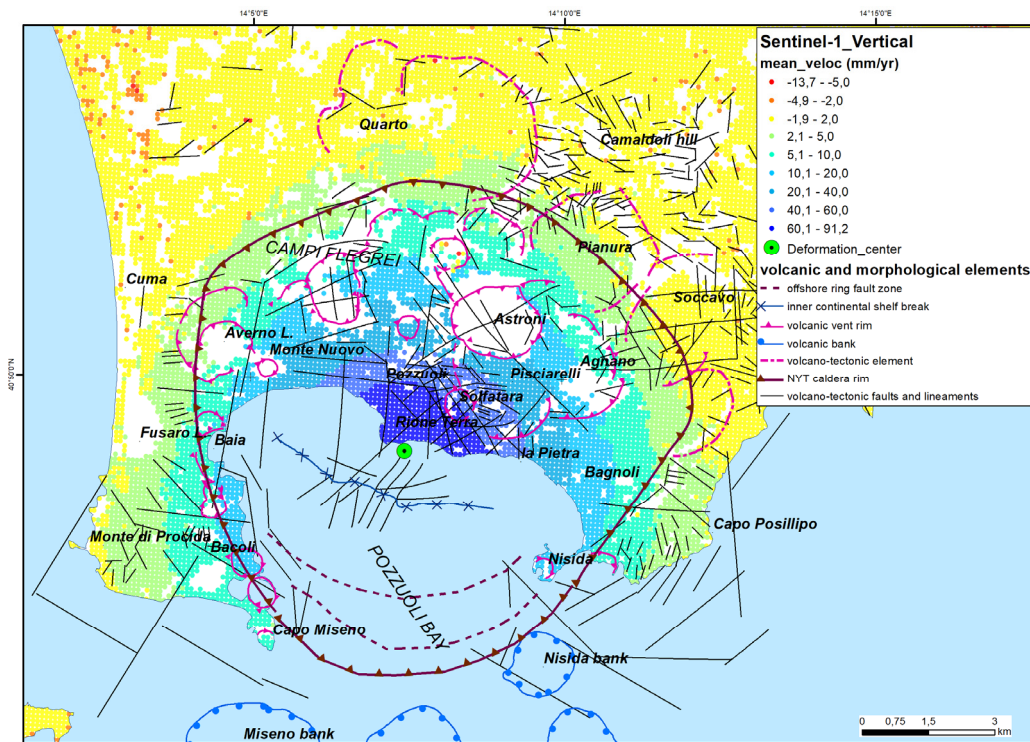 14°5'0"E
14°10'0"E
14°15'0"E
40°50'0"N
Sentinel-1_Vertical
mean_veloc (mm/yr)
-13,7 - -5,0
-4,9 - -2,0
-1,9 - 2,0
2,1 - 5,0
5,1 - 10,0
10,1 - 20,0
20,1 - 40,0
40,1 - 60,0
60,1 - 91,2
Deformation_center
volcanic and morphological elements
offshore ring fault zone
inner continental shelf break
volcanic vent rim
volcanic bank
volcano-tectonic element
NYT caldera rim
volcano-tectonic faults and lineaments
Quarto
Camaldoli hill
CAMPI FLEGREI
Pianura
Cuma
Soccavo
Astroni
Averno L.
Monte Nuovo
Agnano
Pozzuoli
Pisciarelli
Solfatara
Rione Terra
Fusaro
Baia
la Pietra
Bagnoli
Capo Posillipo
Monte di Procida
Bacoli
Nisida
POZZUOLI BAY
Capo Miseno
Nisida bank
Miseno bank
0 0,75 1,5 3
km